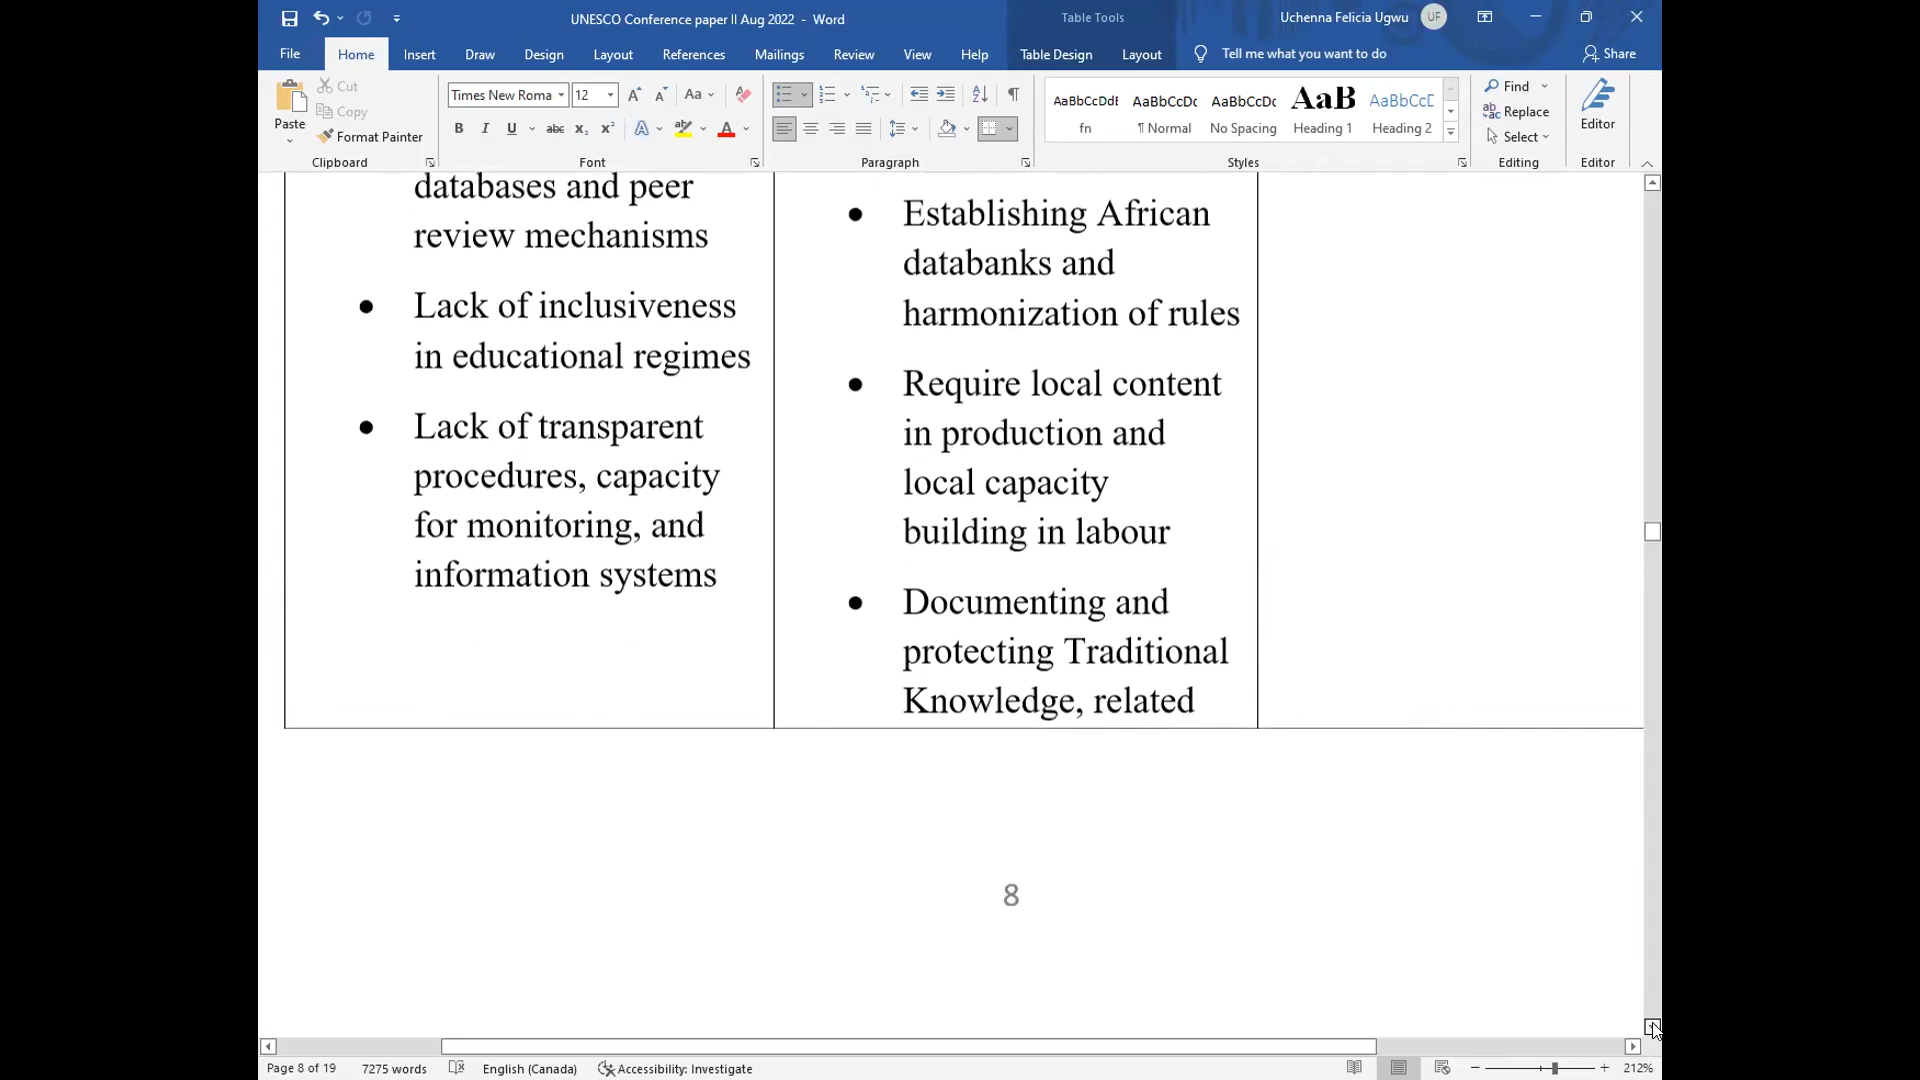 UNESCO Conference paper II Aug 2022 - Word
Table Tools
Uchenna Felicia Ugwu
UF
File
Home
Insert
Draw
Design
Layout
References
Mailings
Review
View
Help
Table Design
Layout
Tell me what you want to do
Share
Paste
Cut
Copy
Format Painter
Clipboard
Times New Roma
12
Font
Paragraph
AaBbCcDdE
fn
AaBbCcDc
¶ Normal
AaBbCcDc
No Spacing
AaB
Heading 1
AaBbCcD
Heading 2
Styles
Find
Replace
Select
Editing
Editor
Editor
databases and peer
review mechanisms
• Lack of inclusiveness
in educational regimes
• Lack of transparent
procedures, capacity
for monitoring, and
information systems
• Establishing African
databanks and
harmonization of rules
• Require local content
in production and
local capacity
building in labour
• Documenting and
protecting Traditional
Knowledge, related
8
Page 8 of 19
7275 words
English (Canada)
Accessibility: Investigate
212%